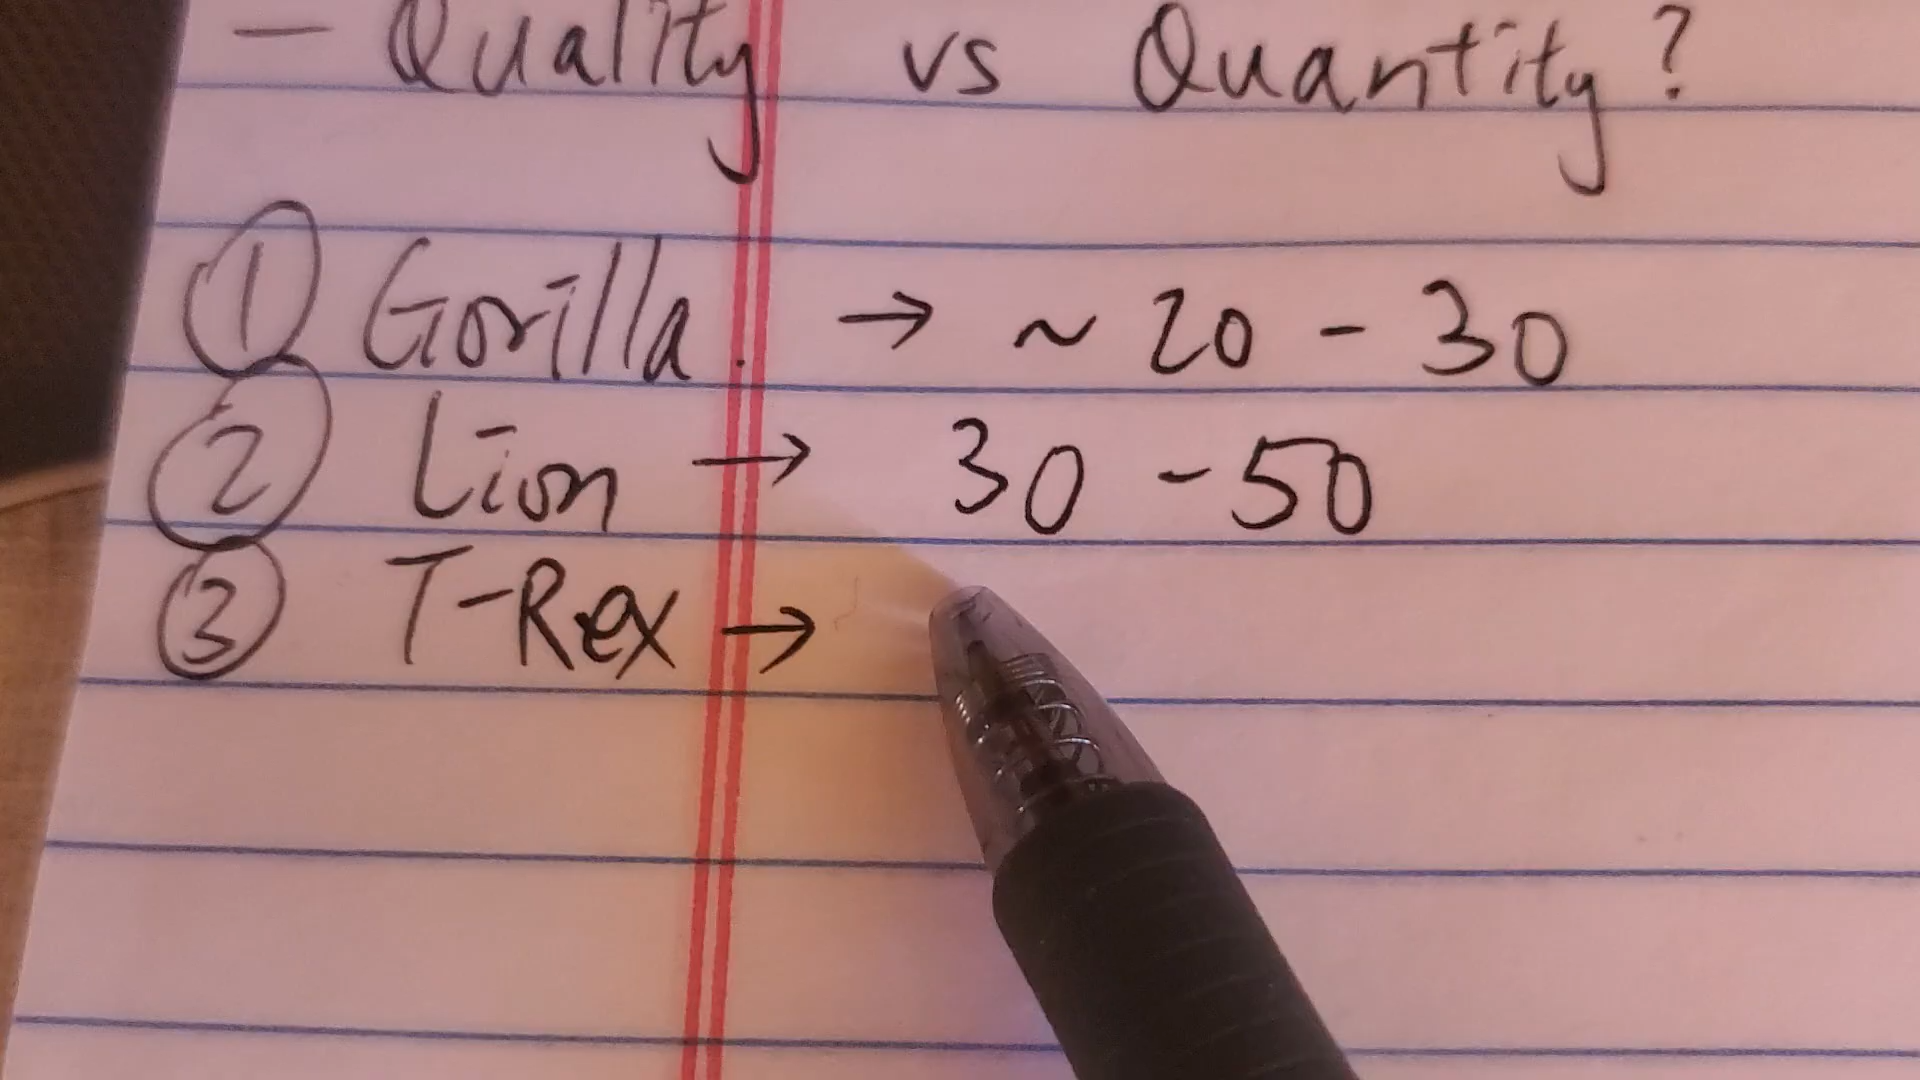 — Quality vs Quantity?
① Gorilla. → ~ 20 - 30
② Lion → 30 - 50
③ T-Rex →